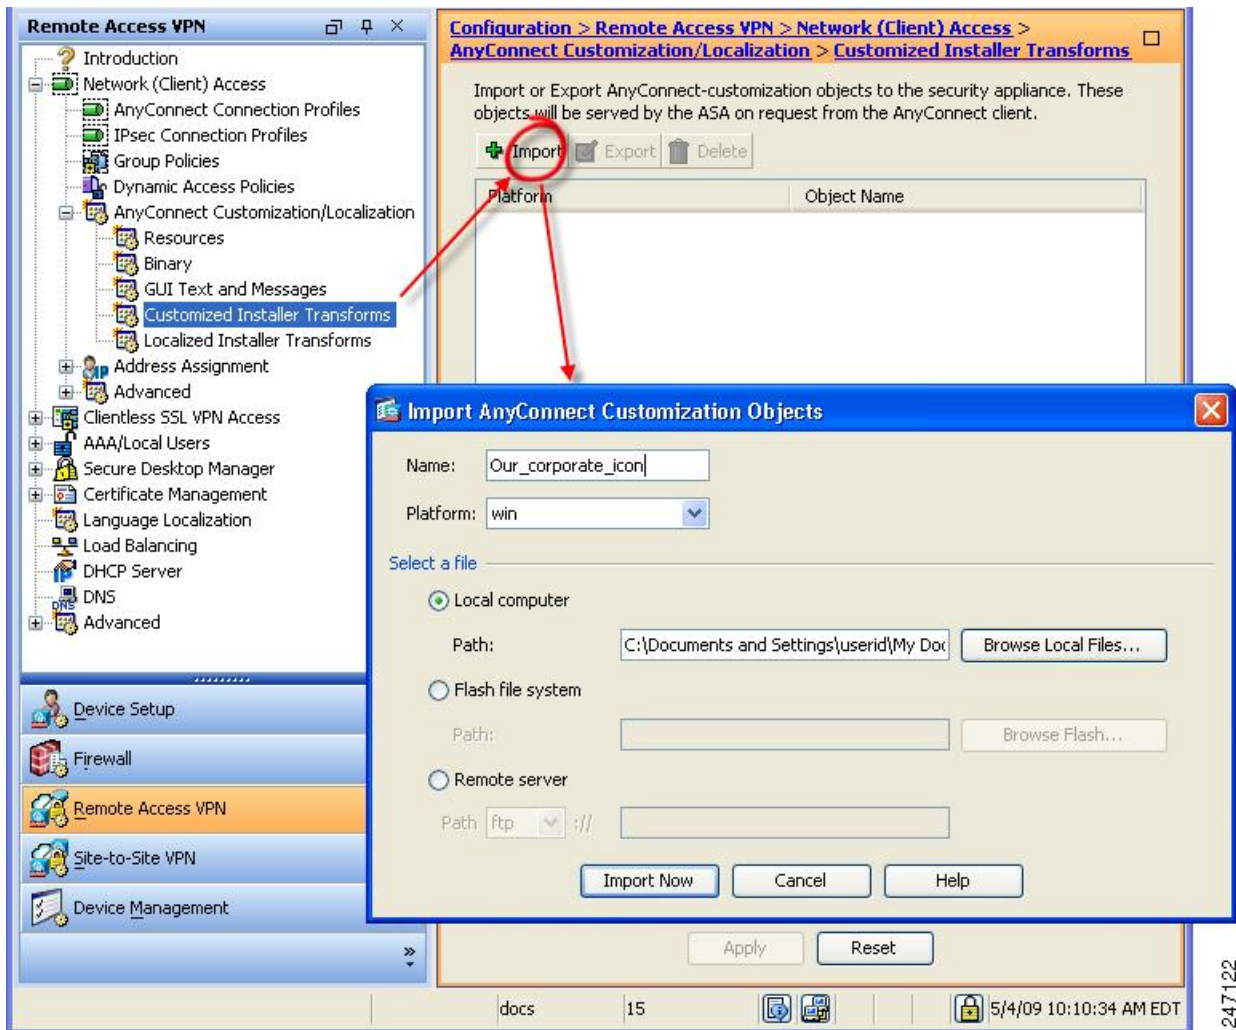 Remote Access VPN
Introduction
Network (Client) Access
AnyConnect Connection Profiles
IPsec Connection Profiles
Group Policies
Dynamic Access Policies
AnyConnect Customization/Localization
Resources
Binary
GUI Text and Messages
Customized Installer Transforms
Localized Installer Transforms
Address Assignment
Advanced
Clientless SSL VPN Access
AAA/Local Users
Secure Desktop Manager
Certificate Management
Language Localization
Load Balancing
DHCP Server
DNS
Advanced
Device Setup
Firewall
Remote Access VPN
Site-to-Site VPN
Device Management
Configuration > Remote Access VPN > Network (Client) Access >
AnyConnect Customization/Localization > Customized Installer Transforms
Import or Export AnyConnect-customization objects to the security appliance. These
objects will be served by the ASA on request from the AnyConnect client.
Import Export Delete
Platform Object Name
Import AnyConnect Customization Objects
Name: Our_corporate_icon
Platform: win
Select a file
Local computer
Path: C:\Documents and Settings\userid\My Doc Browse Local Files...
Flash file system
Path: Browse Flash...
Remote server
Path ftp ://
Import Now Cancel Help
Apply Reset
docs 15 5/4/09 10:10:34 AM EDT
247122